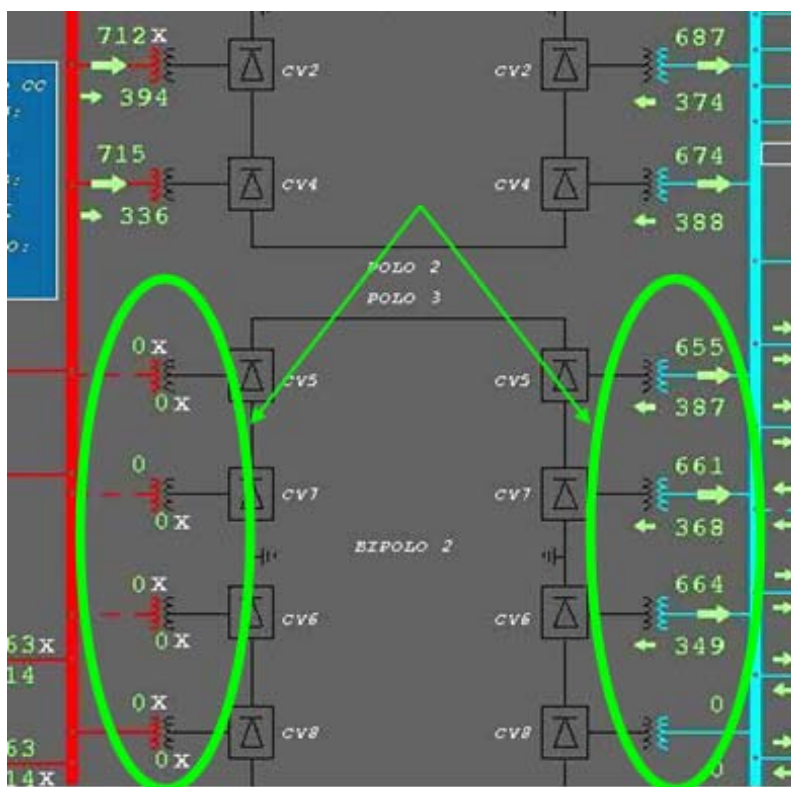 712X 687
CC CV2 CV2
394 374
715 674
CV4 CV4
336 388
O:
POLO 2
POLO 3
0X 655
CV5 CV5
0X 387
0 661
CV7 CV7
0X 368
BIPOLO 2
0X 664
CV6 CV6
63X 0X 349
14
0X 0
63 CV8 CV8
14X 0X 0